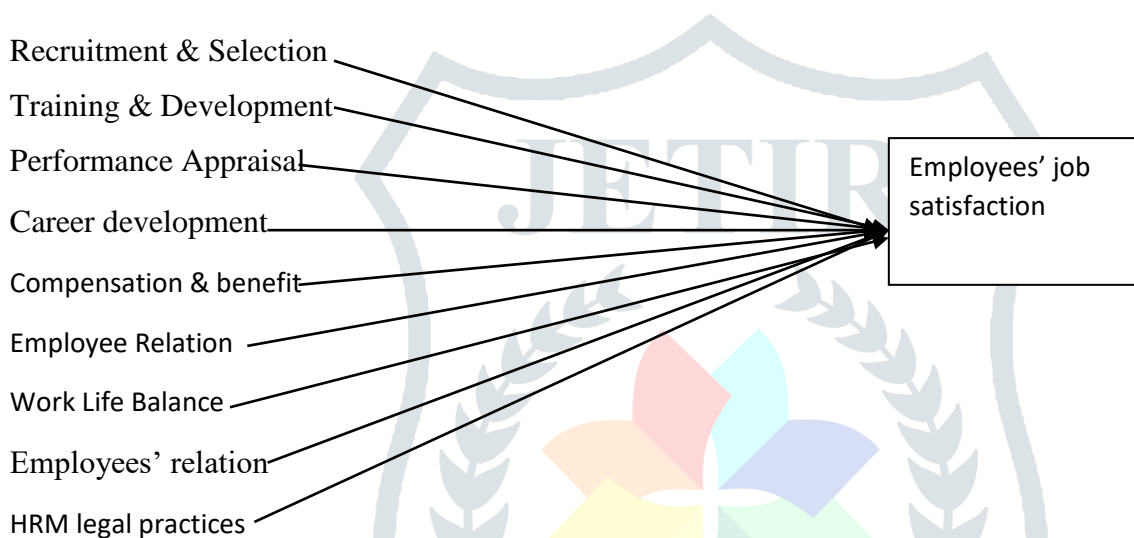 Recruitment & Selection
Training & Development
Performance Appraisal
Career development
Compensation & benefit
Employee Relation
Work Life Balance
Employees’ relation
HRM legal practices
Employees’ job
satisfaction
JETIR